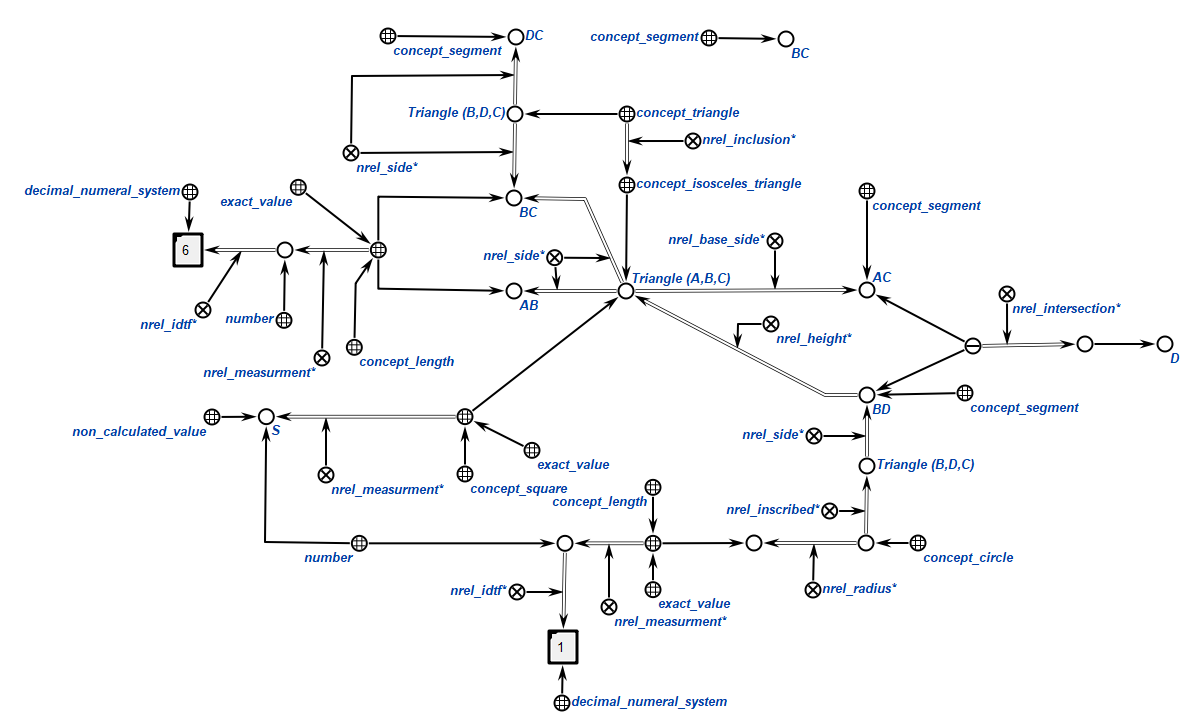 DC
concept_segment
concept_segment
BC
Triangle (B,D,C)
concept_triangle
nrel_inclusion*
nrel_side*
decimal_numeral_system
exact_value
concept_isosceles_triangle
concept_segment
BC
6
nrel_side*
nrel_base_side*
Triangle (A,B,C)
AC
AB
nrel_intersection*
nrel_idtf*
number
nrel_measurment*
concept_length
nrel_height*
D
BD
concept_segment
non_calculated_value
S
nrel_side*
Triangle (B,D,C)
exact_value
nrel_measurment*
concept_square
concept_length
nrel_inscribed*
number
concept_circle
nrel_idtf*
exact_value
nrel_measurment*
nrel_radius*
1
decimal_numeral_system